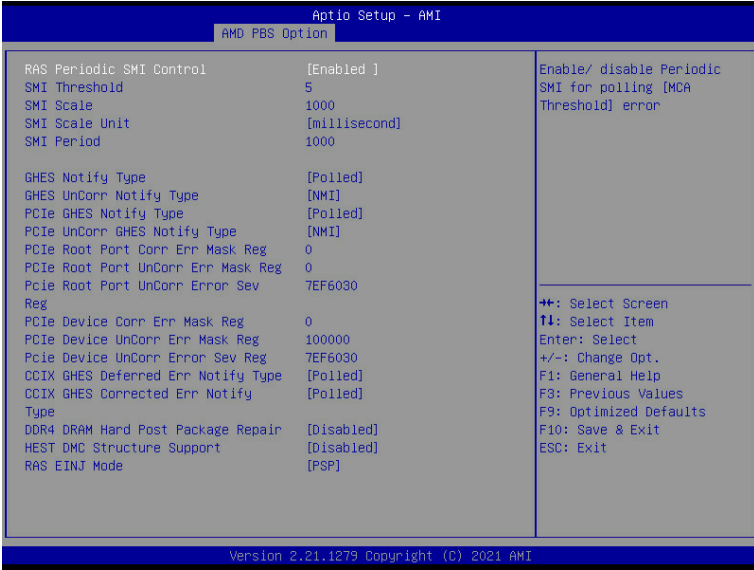 Aptio Setup – AMI
AMD PBS Option
RAS Periodic SMI Control [Enabled ]
SMI Threshold 5
SMI Scale 1000
SMI Scale Unit [millisecond]
SMI Period 1000
GHES Notify Type [Polled]
GHES UnCorr Notify Type [NMI]
PCIe GHES Notify Type [Polled]
PCIe UnCorr GHES Notify Type [NMI]
PCIe Root Port Corr Err Mask Reg 0
PCIe Root Port UnCorr Err Mask Reg 0
Pcie Root Port UnCorr Error Sev 7EF6030
Reg
PCIe Device Corr Err Mask Reg 0
PCIe Device UnCorr Err Mask Reg 100000
Pcie Device UnCorr Error Sev Reg 7EF6030
CCIX GHES Deferred Err Notify Type [Polled]
CCIX GHES Corrected Err Notify [Polled]
Type
DDR4 DRAM Hard Post Package Repair [Disabled]
HEST DMC Structure Support [Disabled]
RAS EINJ Mode [PSP]
Enable/ disable Periodic
SMI for polling [MCA
Threshold] error
→←: Select Screen
↑↓: Select Item
Enter: Select
+/-: Change Opt.
F1: General Help
F3: Previous Values
F9: Optimized Defaults
F10: Save & Exit
ESC: Exit
Version 2.21.1279 Copyright (C) 2021 AMI